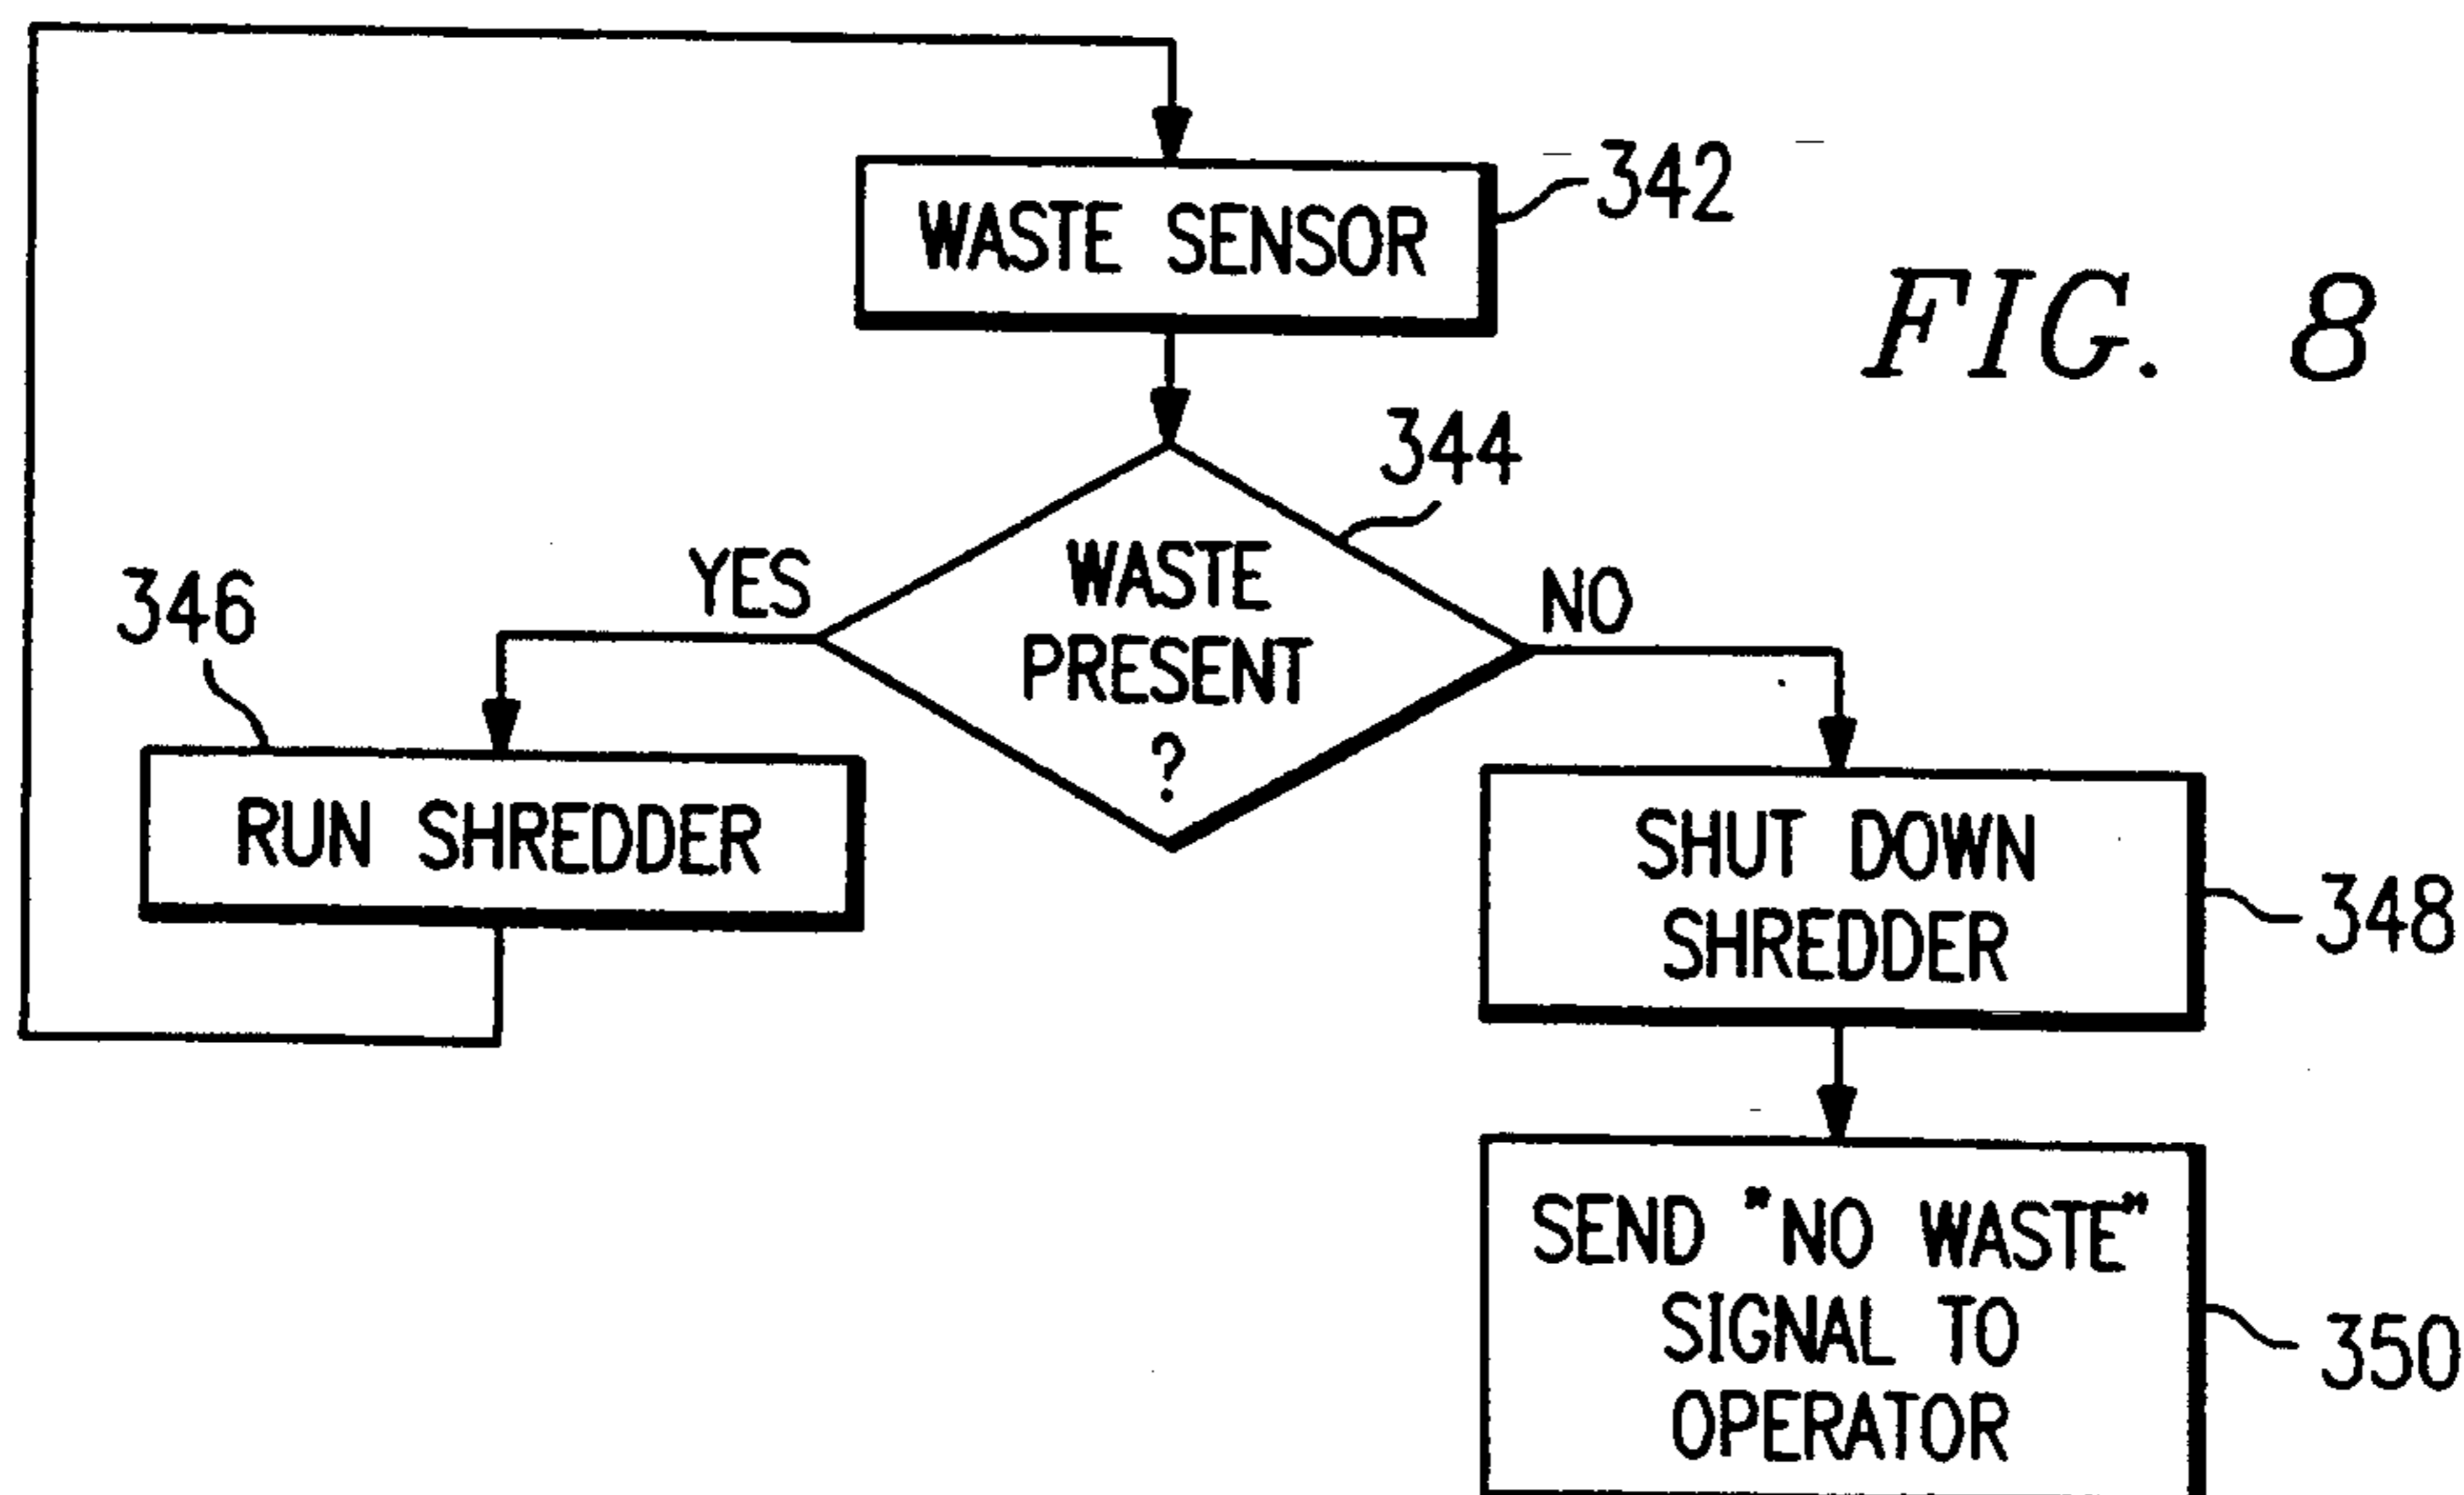 WASTE SENSOR
342
FIG. 8
344
WASTE
PRESENT
?
YES
NO
346
RUN SHREDDER
SHUT DOWN
SHREDDER
348
SEND "NO WASTE"
SIGNAL TO
OPERATOR
350